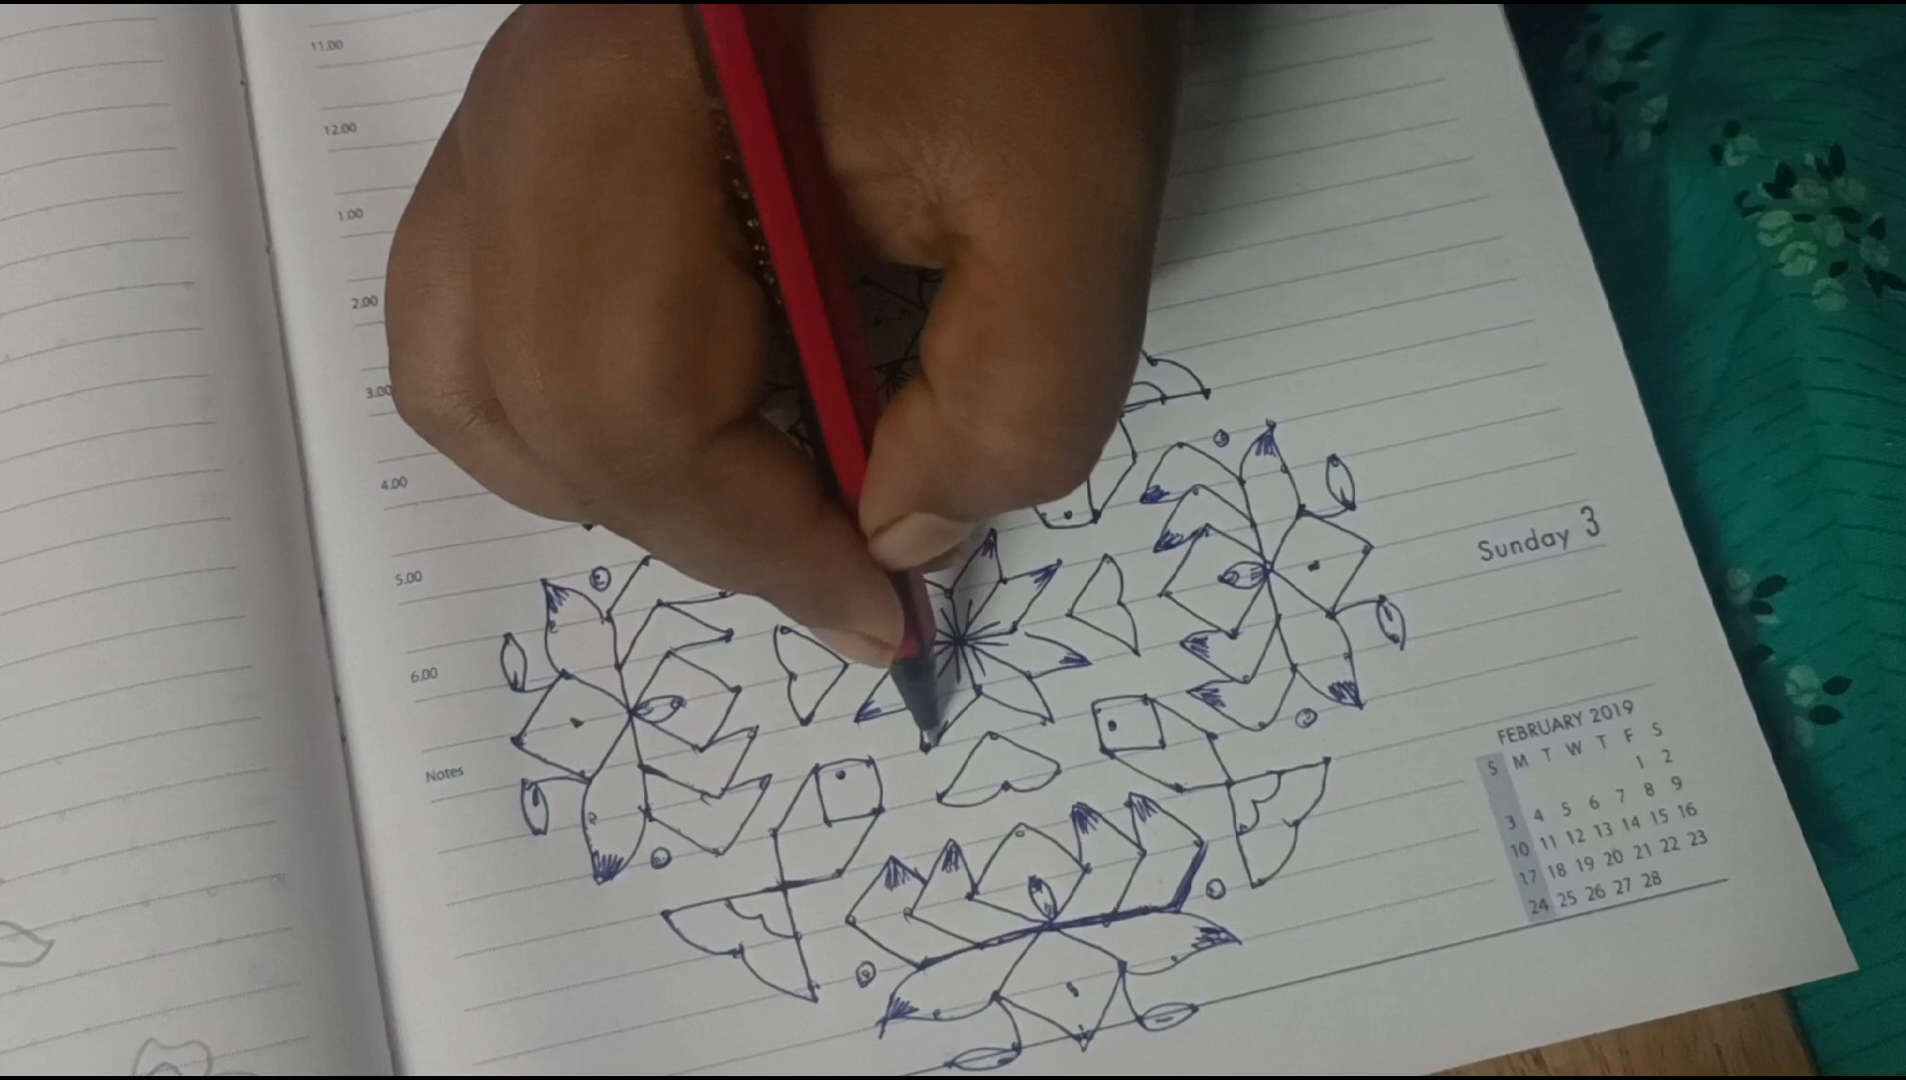 11.00
12.00
1.00
2.00
3.00
4.00
5.00
6.00
Notes
Sunday 3
FEBRUARY 2019
S M T W T F S
1 2
3 4 5 6 7 8 9
10 11 12 13 14 15 16
17 18 19 20 21 22 23
24 25 26 27 28